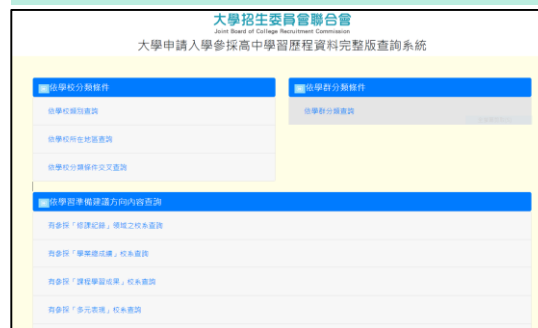 大學招生委員會聯合會
Joint Board of College Recruitment Commission
大學申請入學參採高中學習歷程資料完整版查詢系統
依學校分類條件
依學校類別查詢
依學校所在地區查詢
依學校分類條件交叉查詢
依學群分類條件
依學群分類查詢
依學習準備建議方向內容查詢
有參採「修課紀錄」領域之校系查詢
有參採「學業總成績」校系查詢
有參採「課程學習成果」校系查詢
有參採「多元表現」校系查詢